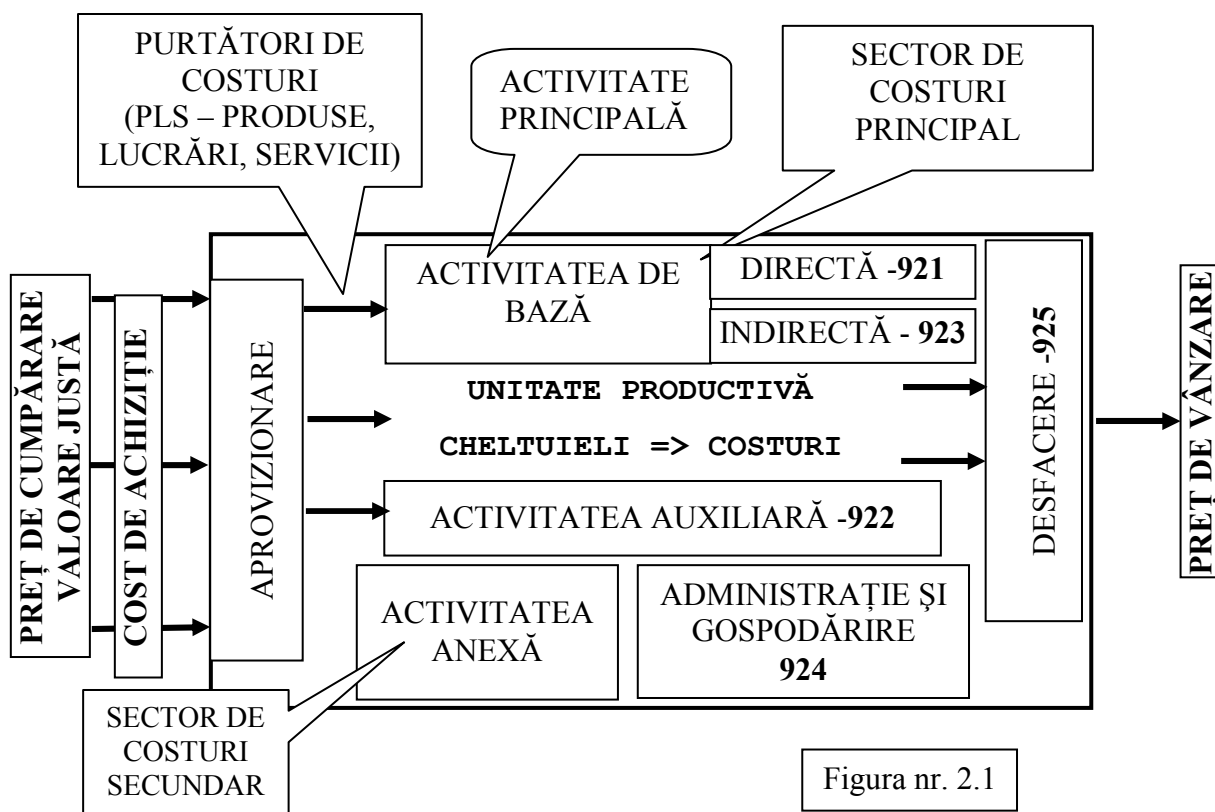 PURTĂTORI DE
COSTURI
(PLS – PRODUSE,
LUCRĂRI, SERVICII)
ACTIVITATE
PRINCIPALĂ
SECTOR DE
COSTURI
PRINCIPAL
PREȚ DE CUMPĂRARE
VALOARE JUSTĂ
COST DE ACHIZIȚIE
APROVIZIONARE
ACTIVITATEA DE
BAZĂ
DIRECTĂ -921
INDIRECTĂ - 923
UNITATE PRODUCTIVĂ
CHELTUIELI => COSTURI
ACTIVITATEA AUXILIARĂ -922
ACTIVITATEA
ANEXĂ
ADMINISTRAȚIE ŞI
GOSPODĂRIRE
924
DESFACERE -925
PREȚ DE VÂNZARE
SECTOR DE
COSTURI
SECUNDAR
Figura nr. 2.1